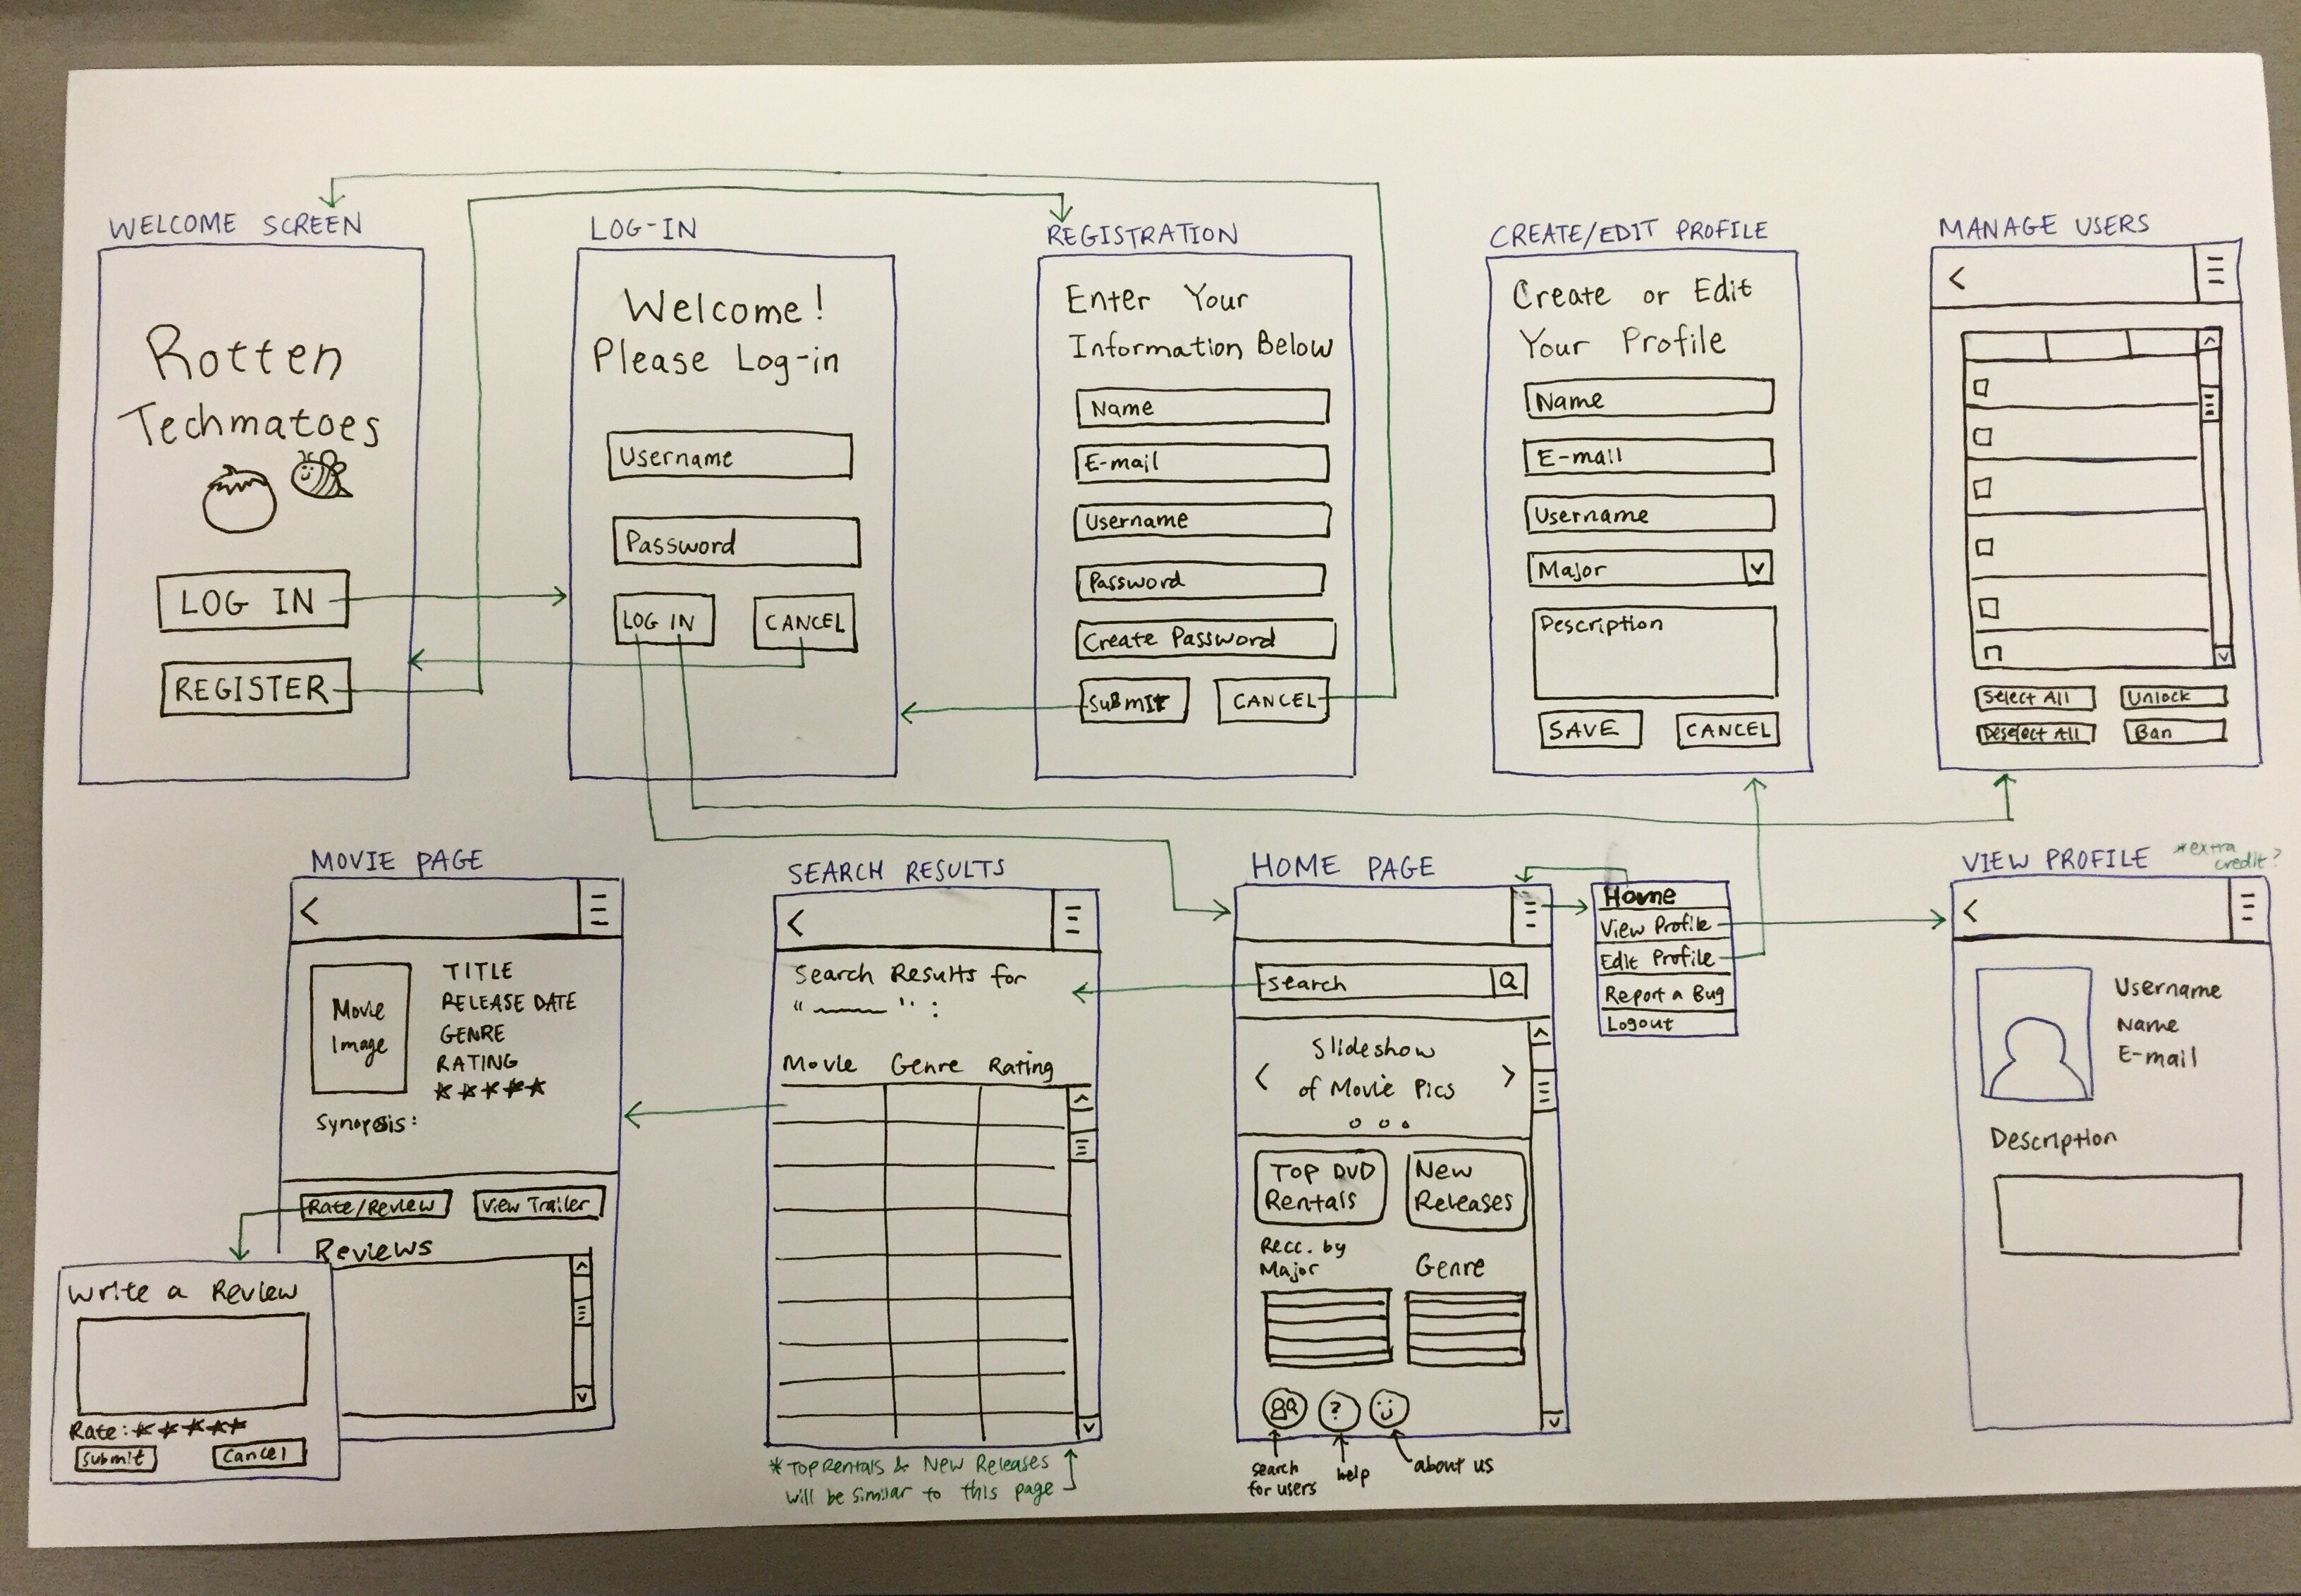 WELCOME SCREEN
Rotten
Techmatoes
LOG IN
REGISTER
LOG-IN
Welcome!
Please Log-in
Username
Password
LOG IN
CANCEL
REGISTRATION
Enter Your
Information Below
Name
E-mail
Username
Password
Create Password
SUBMIT
CANCEL
CREATE/EDIT PROFILE
Create or Edit
Your Profile
Name
E-mail
Username
Major
Description
SAVE
CANCEL
MANAGE USERS
Select All
Unlock
Deselect All
Ban
MOVIE PAGE
Movie
Image
TITLE
RELEASE DATE
GENRE
RATING
Synopsis:
Rate/Review
View Trailer
Reviews
Write a Review
Rate:
Submit
Cancel
SEARCH RESULTS
Search Results for
" ____ " :
Movie Genre Rating
*Top Rentals & New Releases
will be similar to this page
HOME PAGE
search
Slideshow
of Movie Pics
TOP DVD
Rentals
New
Releases
Recc. by
Major
Genre
?
search
for users
help
about us
Home
View Profile
Edit Profile
Report a Bug
Logout
VIEW PROFILE
*extra
credit?
Username
Name
E-mail
Description